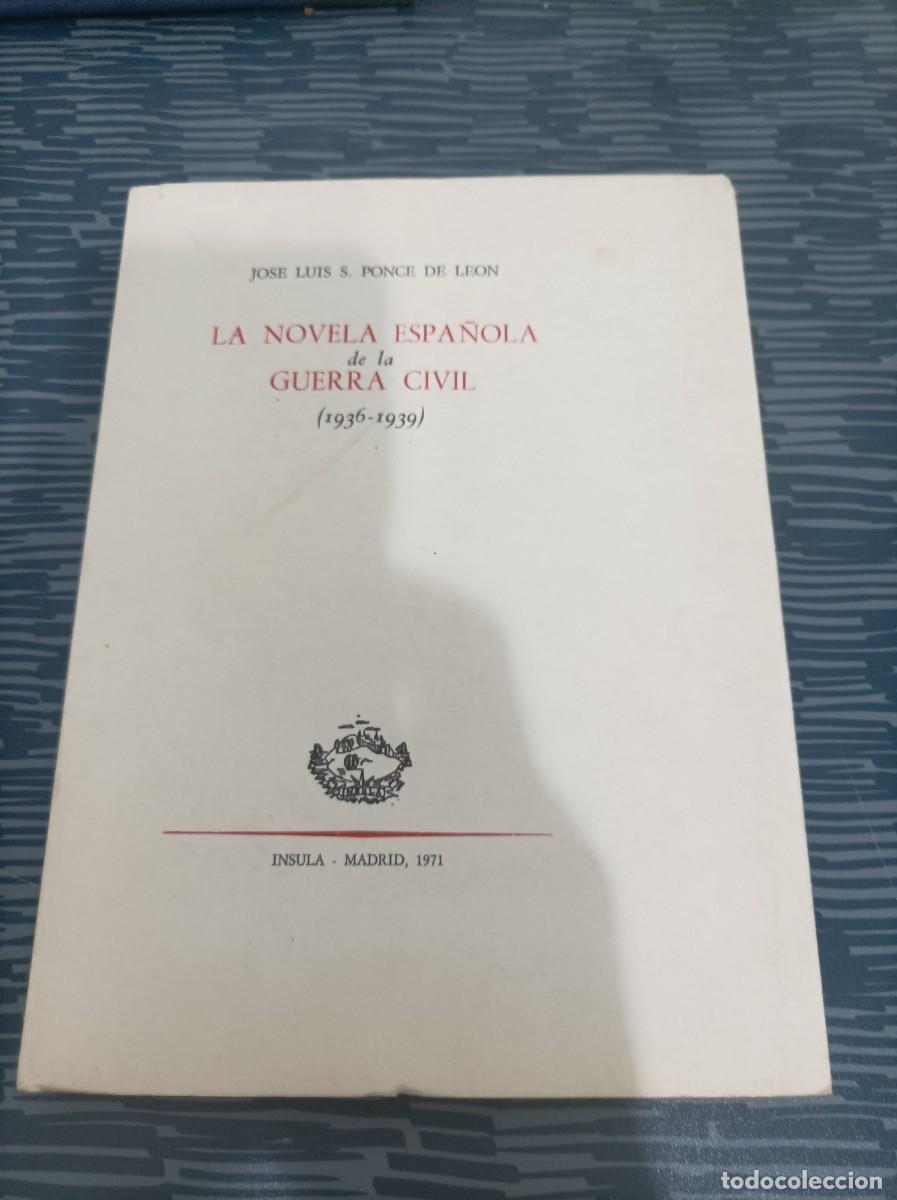 JOSE LUIS S. PONCE DE LEON
LA NOVELA ESPAÑOLA
de la
GUERRA CIVIL
(1936-1939)
INSULA - MADRID, 1971
todocoleccion